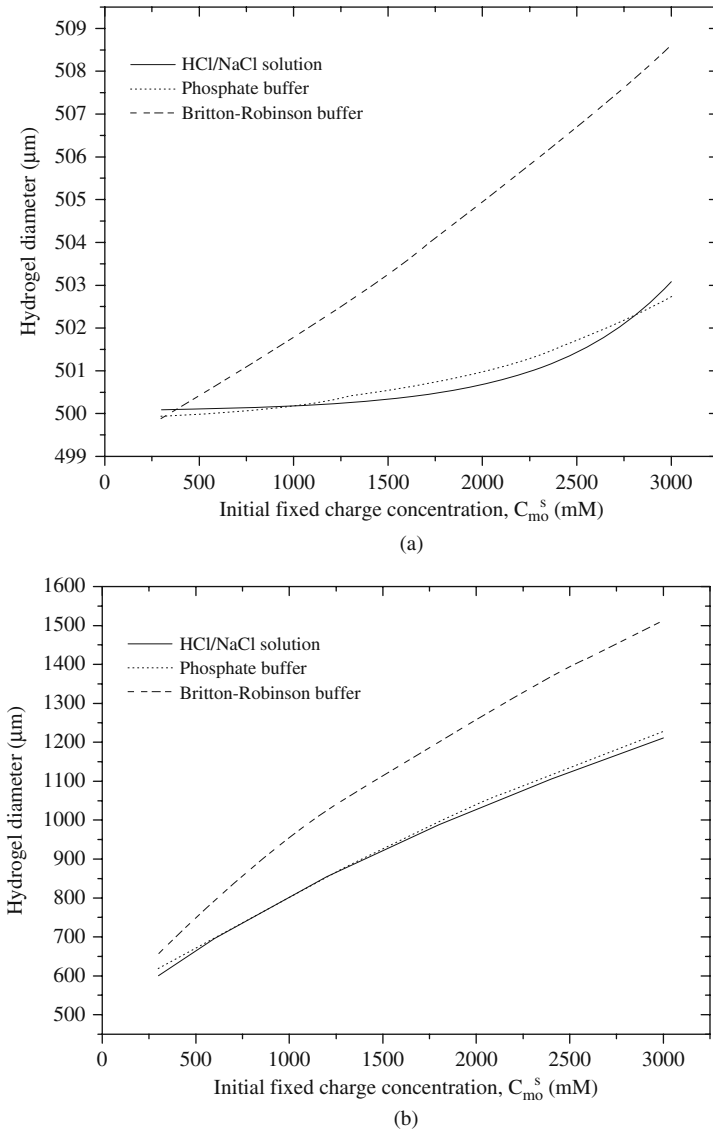 509
508
507
506
505
504
503
502
501
500
499
Hydrogel diameter (μm)
HCl/NaCl solution
Phosphate buffer
Britton-Robinson buffer
0 500 1000 1500 2000 2500 3000
Initial fixed charge concentration, C_mo^s (mM)
(a)
1600
1500
1400
1300
1200
1100
1000
900
800
700
600
500
Hydrogel diameter (μm)
HCl/NaCl solution
Phosphate buffer
Britton-Robinson buffer
0 500 1000 1500 2000 2500 3000
Initial fixed charge concentration, C_mo^s (mM)
(b)